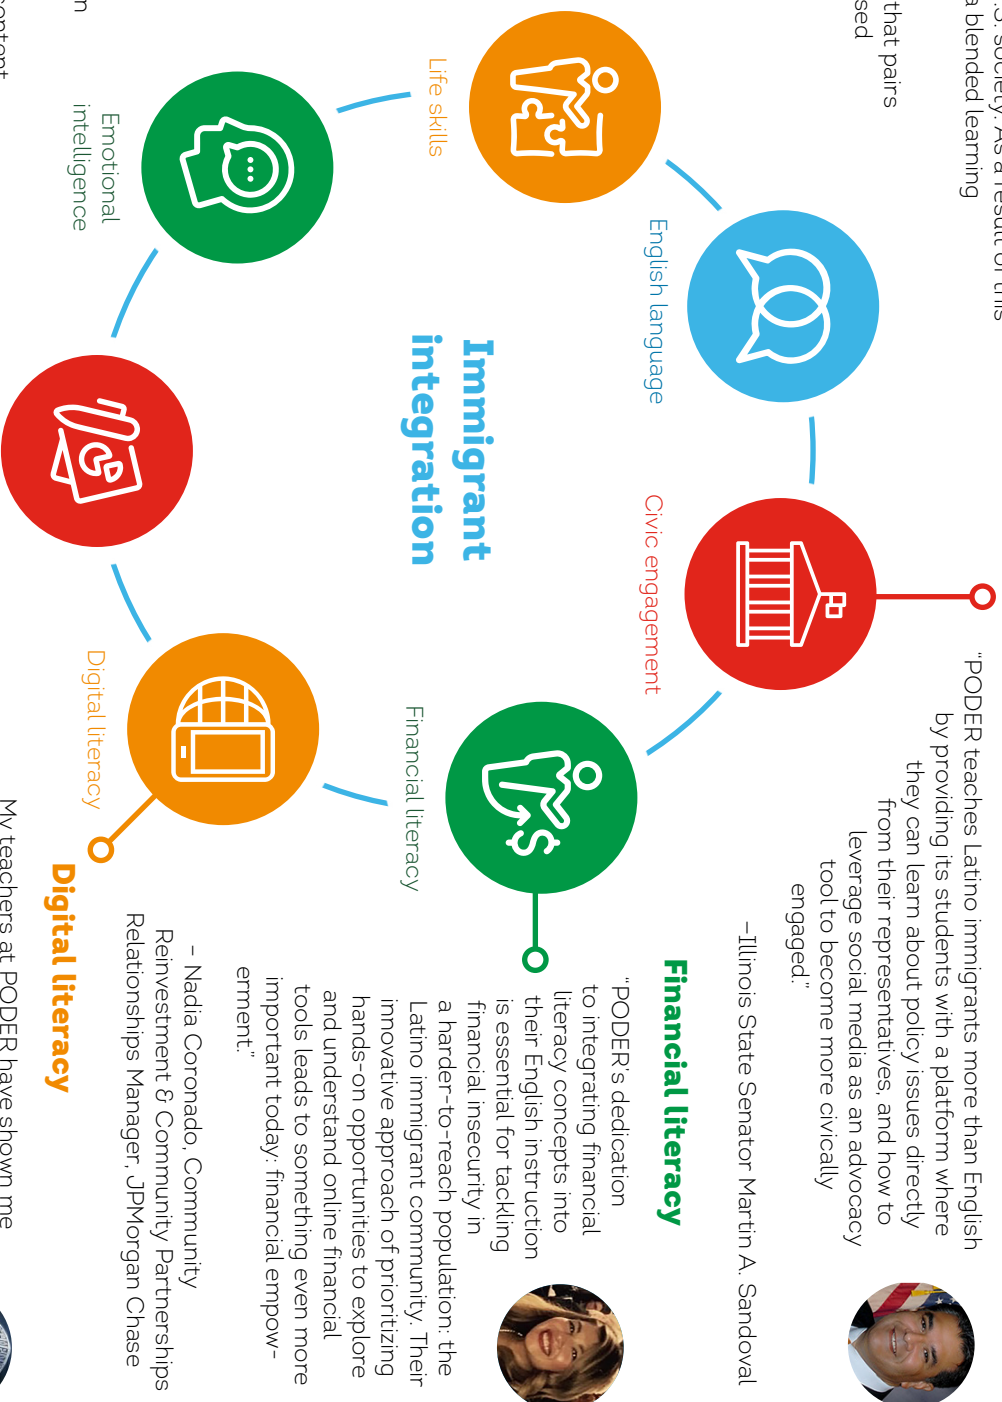 .S. society. As a result of this
a blended learning
that pairs
sed
English language
Civic engagement
Life skills
Immigrant
integration
Financial literacy
Emotional
intelligence
Digital literacy
"PODER teaches Latino immigrants more than English
by providing its students with a platform where
they can learn about policy issues directly
from their representatives, and how to
leverage social media as an advocacy
tool to become more civically
engaged."
–Illinois State Senator Martin A. Sandoval
Financial literacy
"PODER's dedication
to integrating financial
literacy concepts into
their English instruction
is essential for tackling
financial insecurity in
a harder-to-reach population: the
Latino immigrant community. Their
innovative approach of prioritizing
hands-on opportunities to explore
and understand online financial
tools leads to something even more
important today: financial empow-
erment."
– Nadia Coronado, Community
Reinvestment & Community Partnerships
Relationships Manager, JPMorgan Chase
Digital literacy
My teachers at PODER have shown me